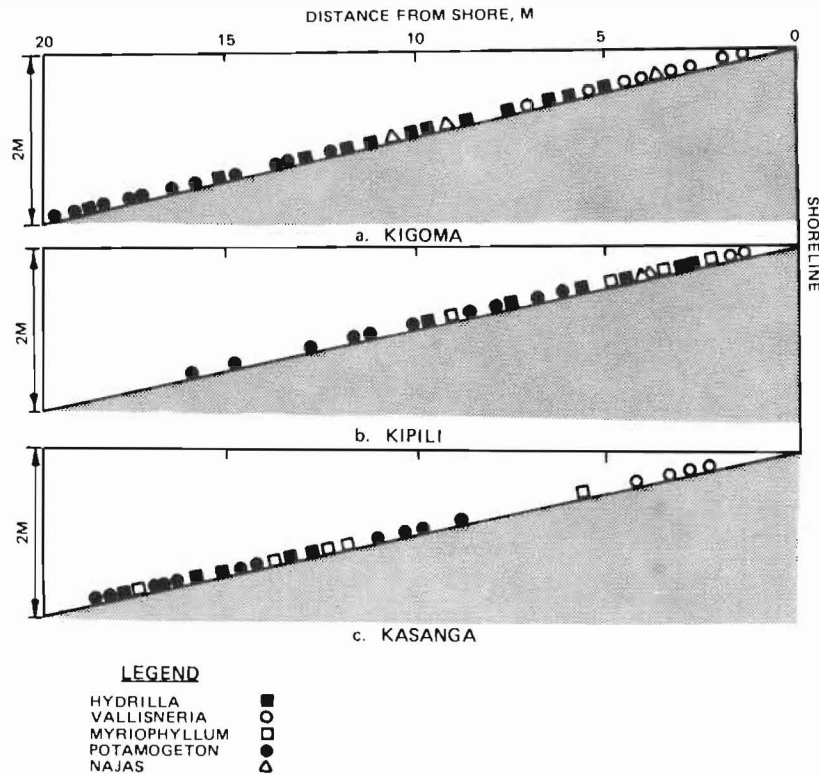 DISTANCE FROM SHORE, M
20 15 10 5 0
2M
a. KIGOMA
SHORELINE
2M
b. KIPILI
2M
c. KASANGA
LEGEND
HYDRILLA
VALLISNERIA
MYRIOPHYLLUM
POTAMOGETON
NAJAS